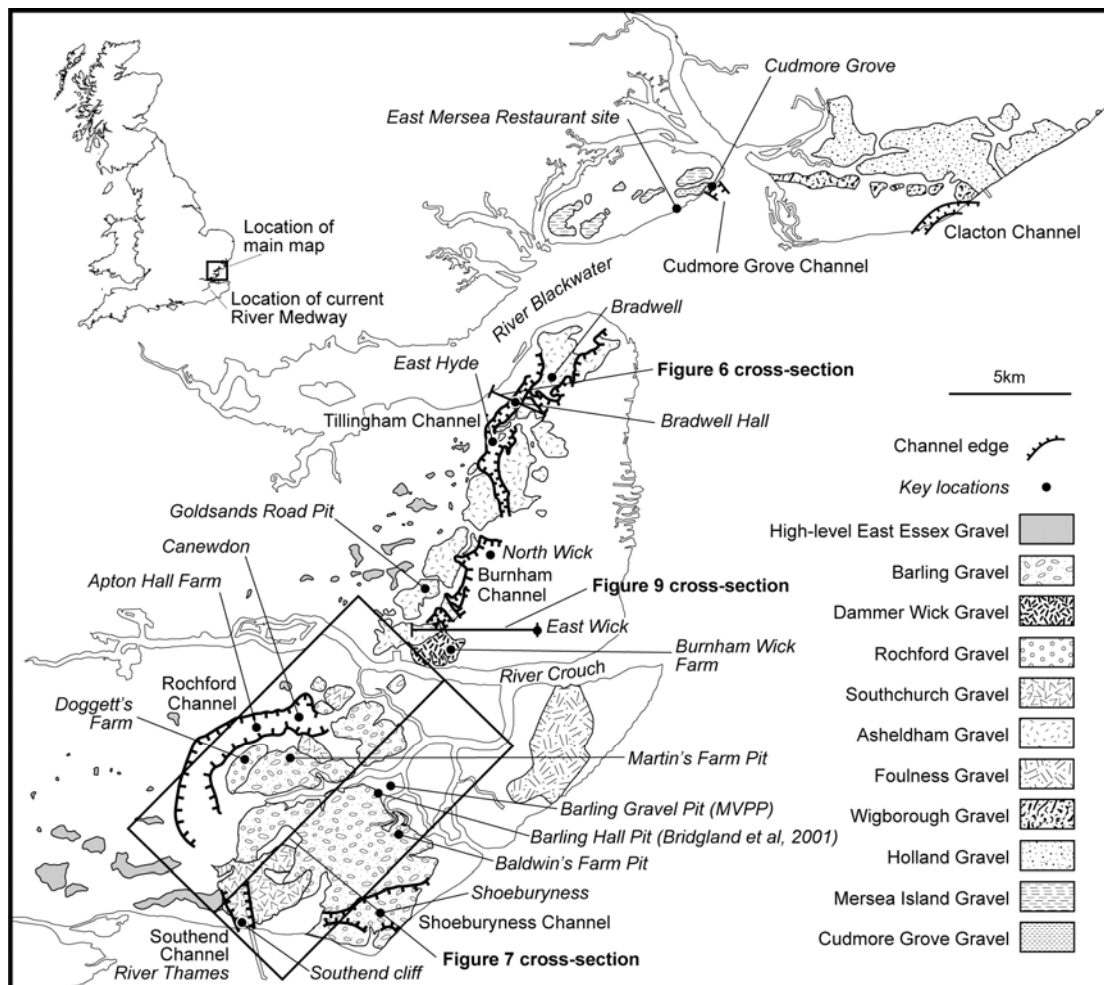 Cudmore Grove
East Mersea Restaurant site
Location of
main map
Location of current
River Medway
Clacton Channel
Cudmore Grove Channel
River Blackwater
Bradwell
East Hyde
Figure 6 cross-section
5km
Tillingham Channel
Bradwell Hall
Channel edge
Key locations
Goldsands Road Pit
Canewdon
Apton Hall Farm
North Wick
Burnham
Channel
Figure 9 cross-section
East Wick
Burnham Wick
Farm
River Crouch
Rochford
Channel
Doggett's
Farm
Martin's Farm Pit
Barling Gravel Pit (MVPP)
Barling Hall Pit (Bridgland et al, 2001)
Baldwin's Farm Pit
Shoeburyness
Shoeburyness Channel
Southend
Channel
River Thames
Southend cliff
Figure 7 cross-section
High-level East Essex Gravel
Barling Gravel
Dammer Wick Gravel
Rochford Gravel
Southchurch Gravel
Asheldham Gravel
Foulness Gravel
Wigborough Gravel
Holland Gravel
Mersea Island Gravel
Cudmore Grove Gravel